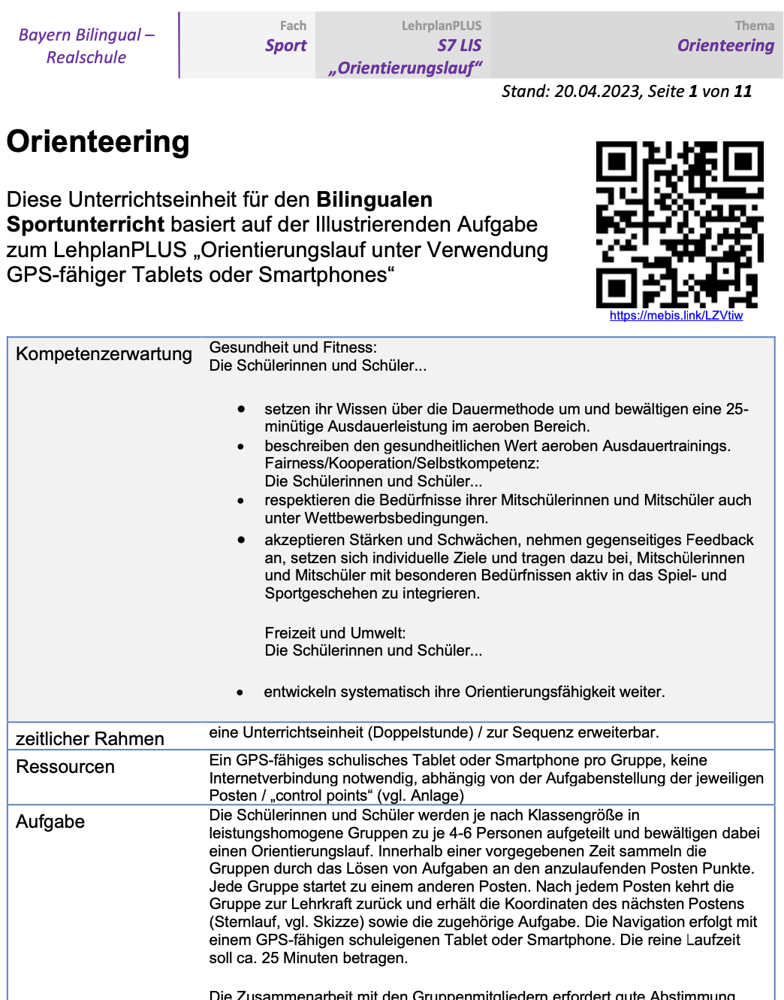 Bayern Bilingual –
Realschule
Fach
Sport
LehrplanPLUS
S7 LIS
„Orientierungslauf“
Thema
Orienteering
Stand: 20.04.2023, Seite 1 von 11
Orienteering
Diese Unterrichtseinheit für den Bilingualen
Sportunterricht basiert auf der Illustrierenden Aufgabe
zum LehplanPLUS „Orientierungslauf unter Verwendung
GPS-fähiger Tablets oder Smartphones“
https://mebis.link/LZVtiw
Kompetenzerwartung
Gesundheit und Fitness:
Die Schülerinnen und Schüler...
• setzen ihr Wissen über die Dauermethode um und bewältigen eine 25-
minütige Ausdauerleistung im aeroben Bereich.
• beschreiben den gesundheitlichen Wert aeroben Ausdauertrainings.
Fairness/Kooperation/Selbstkompetenz:
Die Schülerinnen und Schüler...
• respektieren die Bedürfnisse ihrer Mitschülerinnen und Mitschüler auch
unter Wettbewerbsbedingungen.
• akzeptieren Stärken und Schwächen, nehmen gegenseitiges Feedback
an, setzen sich individuelle Ziele und tragen dazu bei, Mitschülerinnen
und Mitschüler mit besonderen Bedürfnissen aktiv in das Spiel- und
Sportgeschehen zu integrieren.
Freizeit und Umwelt:
Die Schülerinnen und Schüler...
• entwickeln systematisch ihre Orientierungsfähigkeit weiter.
zeitlicher Rahmen
eine Unterrichtseinheit (Doppelstunde) / zur Sequenz erweiterbar.
Ressourcen
Ein GPS-fähiges schulisches Tablet oder Smartphone pro Gruppe, keine
Internetverbindung notwendig, abhängig von der Aufgabenstellung der jeweiligen
Posten / „control points“ (vgl. Anlage)
Aufgabe
Die Schülerinnen und Schüler werden je nach Klassengröße in
leistungshomogene Gruppen zu je 4-6 Personen aufgeteilt und bewältigen dabei
einen Orientierungslauf. Innerhalb einer vorgegebenen Zeit sammeln die
Gruppen durch das Lösen von Aufgaben an den anzulaufenden Posten Punkte.
Jede Gruppe startet zu einem anderen Posten. Nach jedem Posten kehrt die
Gruppe zur Lehrkraft zurück und erhält die Koordinaten des nächsten Postens
(Sternlauf, vgl. Skizze) sowie die zugehörige Aufgabe. Die Navigation erfolgt mit
einem GPS-fähigen schuleigenen Tablet oder Smartphone. Die reine Laufzeit
soll ca. 25 Minuten betragen.
Die Zusammenarbeit mit den Gruppenmitgliedern erfordert gute Abstimmung